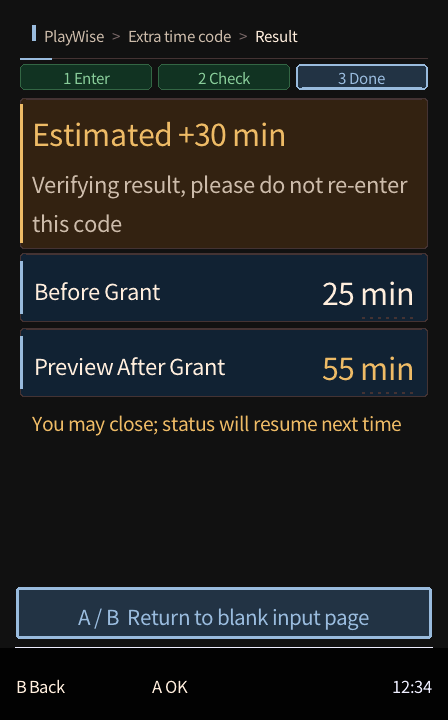 PlayWise > Extra time code > Result
1 Enter 2 Check 3 Done
Estimated +30 min
Verifying result, please do not re-enter
this code
Before Grant 25 min
Preview After Grant 55 min
You may close; status will resume next time
A / B Return to blank input page
B Back A OK 12:34